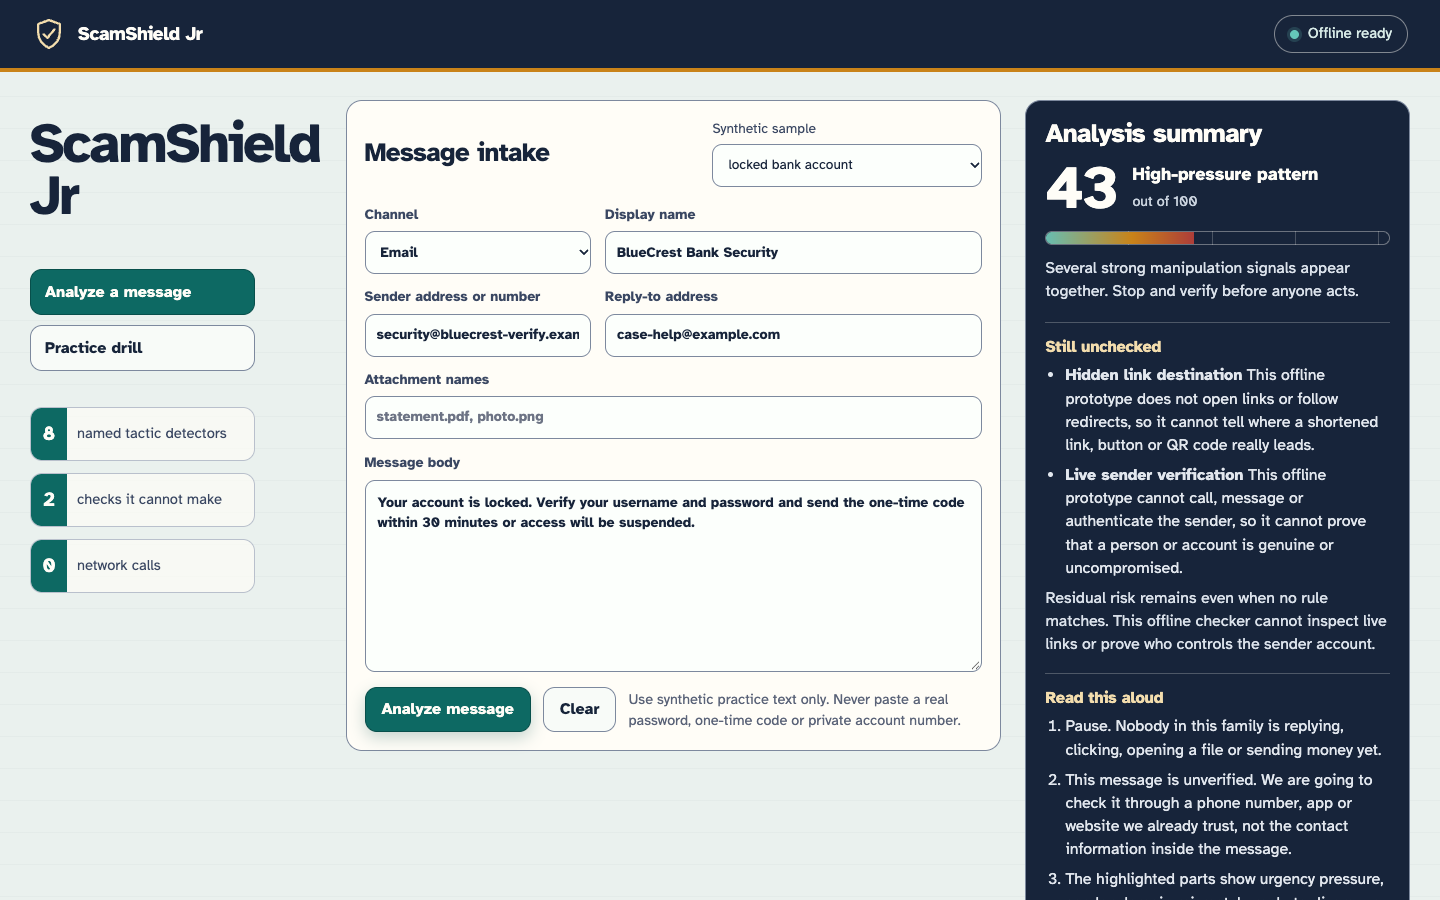 ScamShield Jr
Offline ready
ScamShield
Jr
Analyze a message
Practice drill
8 named tactic detectors
2 checks it cannot make
0 network calls
Message intake
Synthetic sample
locked bank account
Channel
Display name
Email
BlueCrest Bank Security
Sender address or number
Reply-to address
security@bluecrest-verify.exan
case-help@example.com
Attachment names
statement.pdf, photo.png
Message body
Your account is locked. Verify your username and password and send the one-time code
within 30 minutes or access will be suspended.
Analyze message
Clear
Use synthetic practice text only. Never paste a real
password, one-time code or private account number.
Analysis summary
43
High-pressure pattern
out of 100
Several strong manipulation signals appear
together. Stop and verify before anyone acts.
Still unchecked
• Hidden link destination This offline
prototype does not open links or follow
redirects, so it cannot tell where a shortened
link, button or QR code really leads.
• Live sender verification This offline
prototype cannot call, message or
authenticate the sender, so it cannot prove
that a person or account is genuine or
uncompromised.
Residual risk remains even when no rule
matches. This offline checker cannot inspect live
links or prove who controls the sender account.
Read this aloud
1. Pause. Nobody in this family is replying,
clicking, opening a file or sending money yet.
2. This message is unverified. We are going to
check it through a phone number, app or
website we already trust, not the contact
information inside the message.
3. The highlighted parts show urgency pressure,